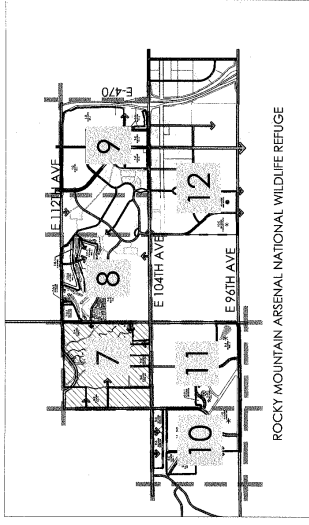 E 112TH AVE
E-470
9
8
7
E 104TH AVE
12
11
10
E 96TH AVE
ROCKY MOUNTAIN ARSENAL NATIONAL WILDLIFE REFUGE